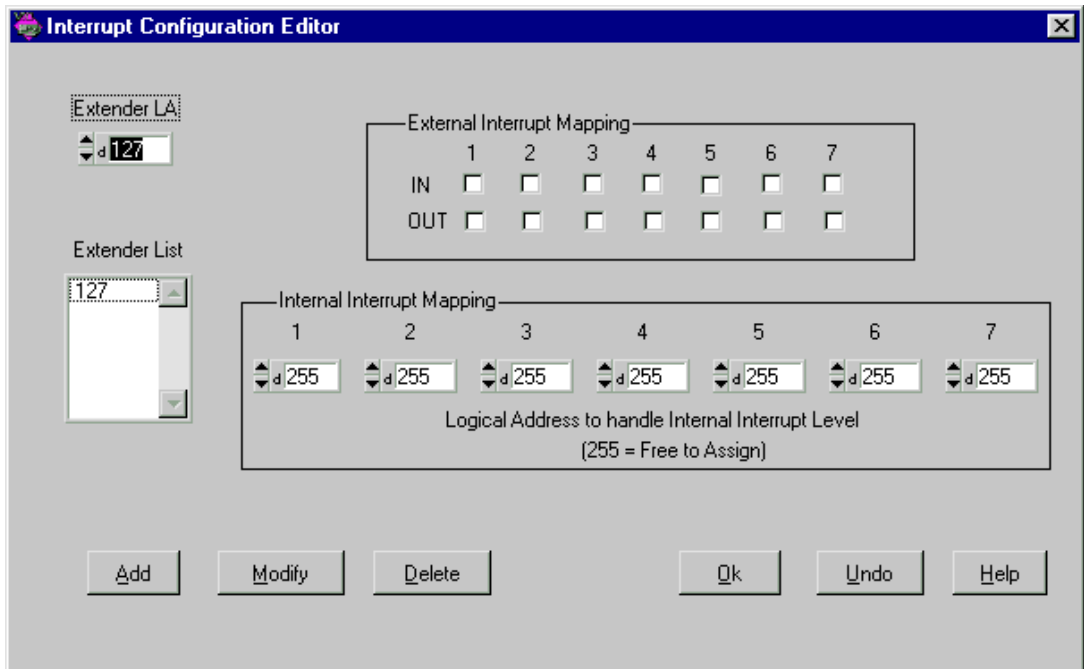 Interrupt Configuration Editor
Extender LA
d 127
External Interrupt Mapping
1 2 3 4 5 6 7
IN
OUT
Extender List
127
Internal Interrupt Mapping
1 2 3 4 5 6 7
d 255 d 255 d 255 d 255 d 255 d 255 d 255
Logical Address to handle Internal Interrupt Level
(255 = Free to Assign)
Add Modify Delete Ok Undo Help